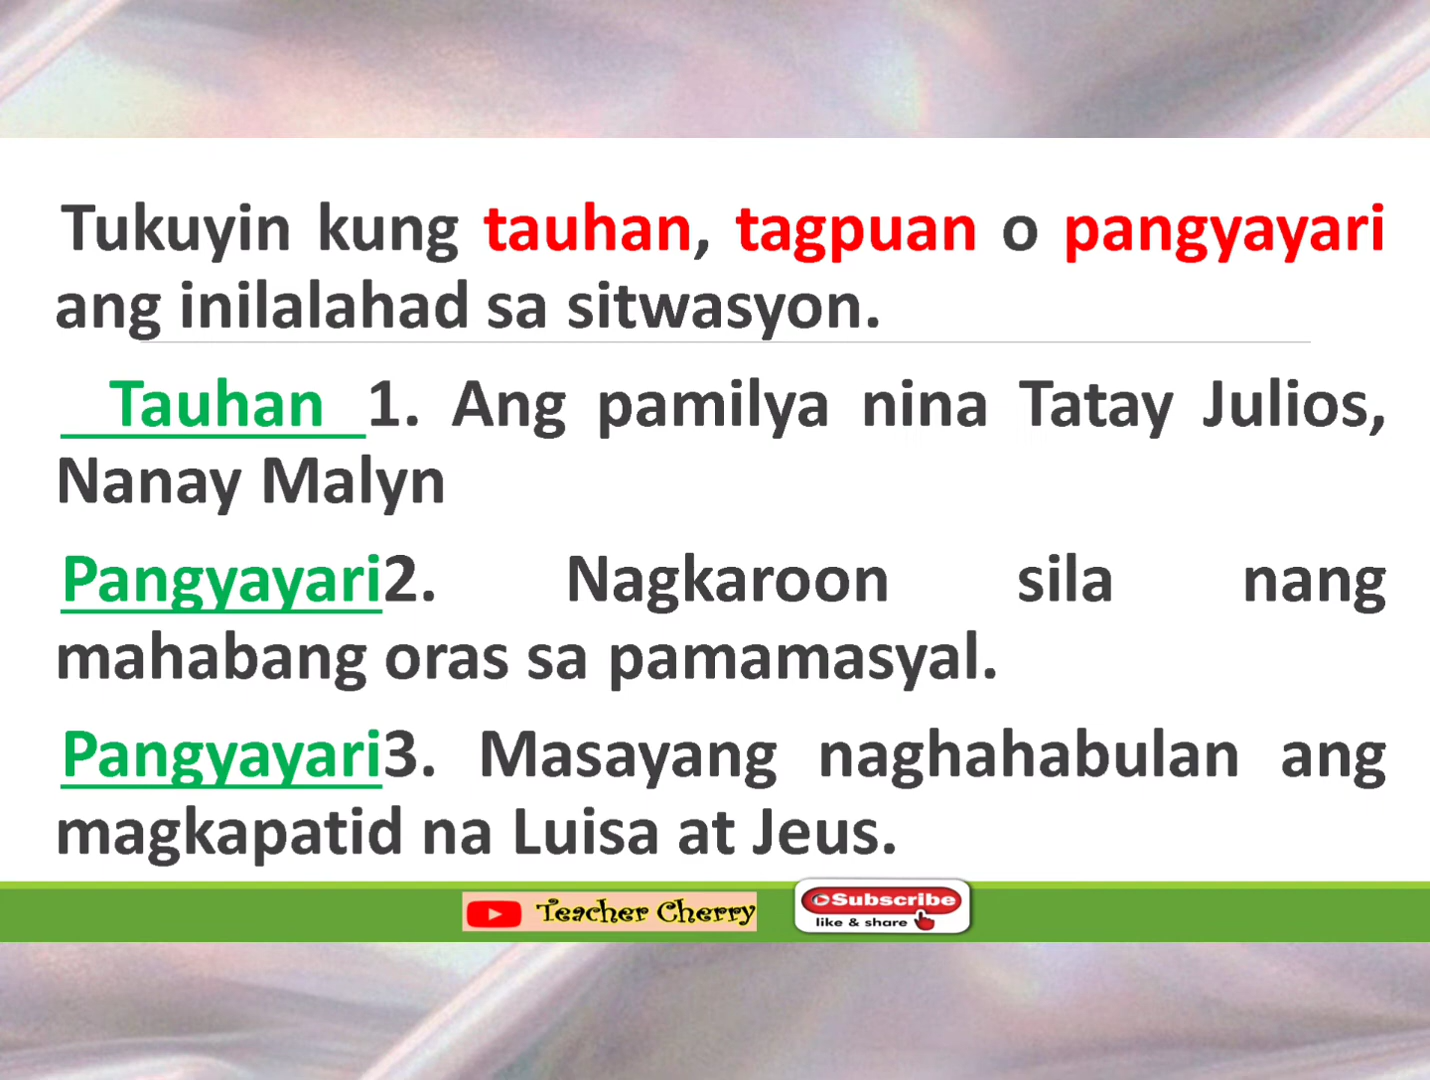 Tukuyin kung tauhan, tagpuan o pangyayari
ang inilalahad sa sitwasyon.
Tauhan 1. Ang pamilya nina Tatay Julios,
Nanay Malyn
Pangyayari2. Nagkaroon sila nang
mahabang oras sa pamamasyal.
Pangyayari3. Masayang naghahabulan ang
magkapatid na Luisa at Jeus.
Teacher Cherry
Subscribe
like & share